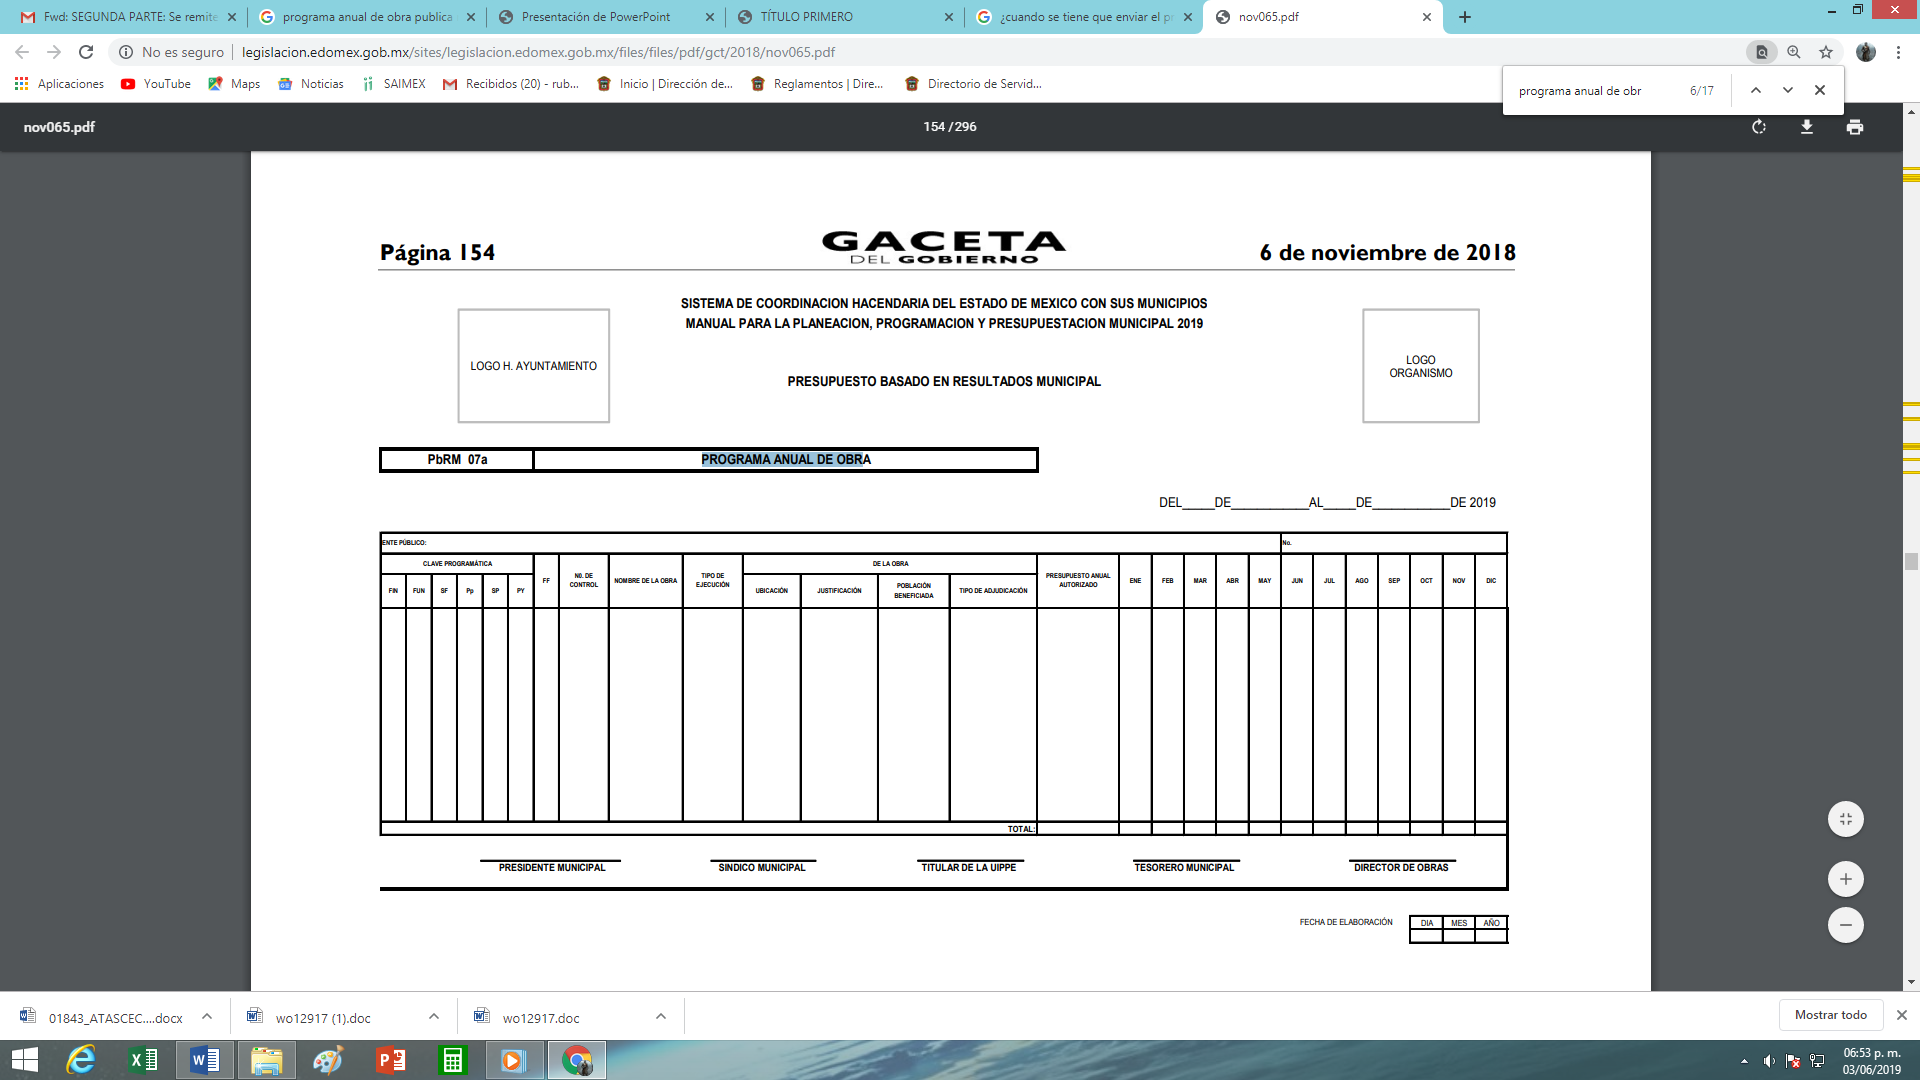 Fwd: SEGUNDA PARTE: Se remite
programa anual de obra publica
Presentación de PowerPoint
TÍTULO PRIMERO
¿cuando se tiene que enviar el p
nov065.pdf
No es seguro
legislacion.edomex.gob.mx/sites/legislacion.edomex.gob.mx/files/files/pdf/gct/2018/nov065.pdf
Aplicaciones
YouTube
Maps
Noticias
SAIMEX
Recibidos (20) - rub...
Inicio | Dirección de...
Reglamentos | Dire...
Directorio de Servid...
programa anual de obr
6/17
nov065.pdf
154 / 296
Página 154
GACETA
DEL GOBIERNO
6 de noviembre de 2018
SISTEMA DE COORDINACION HACENDARIA DEL ESTADO DE MEXICO CON SUS MUNICIPIOS
MANUAL PARA LA PLANEACION, PROGRAMACION Y PRESUPUESTACION MUNICIPAL 2019
LOGO H. AYUNTAMIENTO
LOGO
ORGANISMO
PRESUPUESTO BASADO EN RESULTADOS MUNICIPAL
PbRM 07a
PROGRAMA ANUAL DE OBRA
DEL_____DE____________AL_____DE____________DE 2019
ENTE PÚBLICO:
No.
CLAVE PROGRAMÁTICA
FIN
FUN
SF
Pp
SP
PY
FF
N0. DE
CONTROL
NOMBRE DE LA OBRA
TIPO DE
EJECUCIÓN
DE LA OBRA
UBICACIÓN
JUSTIFICACIÓN
POBLACIÓN
BENEFICIADA
TIPO DE ADJUDICACIÓN
PRESUPUESTO ANUAL
AUTORIZADO
ENE
FEB
MAR
ABR
MAY
JUN
JUL
AGO
SEP
OCT
NOV
DIC
TOTAL:
PRESIDENTE MUNICIPAL
SINDICO MUNICIPAL
TITULAR DE LA UIPPE
TESORERO MUNICIPAL
DIRECTOR DE OBRAS
FECHA DE ELABORACIÓN
DIA
MES
AÑO
01843_ATASCEC....docx
wo12917 (1).doc
wo12917.doc
Mostrar todo
06:53 p. m.
03/06/2019